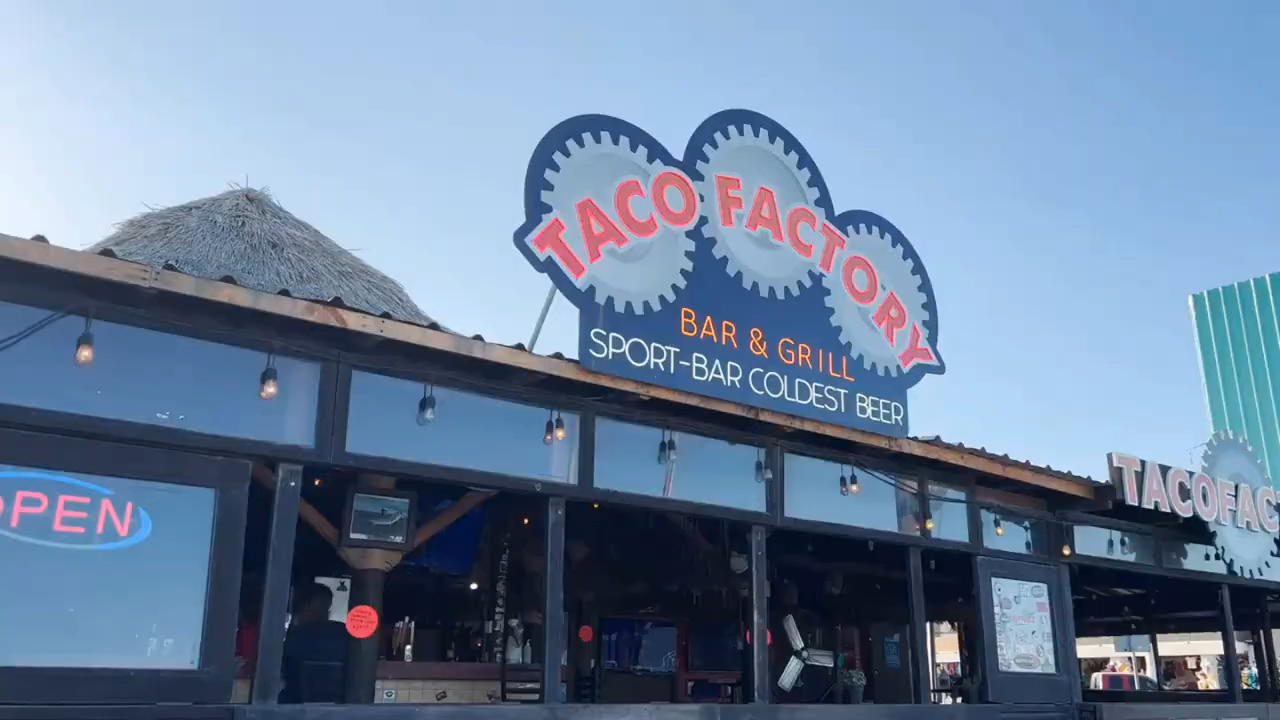 TACO FACTORY
BAR & GRILL
SPORT-BAR COLDEST BEER
OPEN
TACOFAC